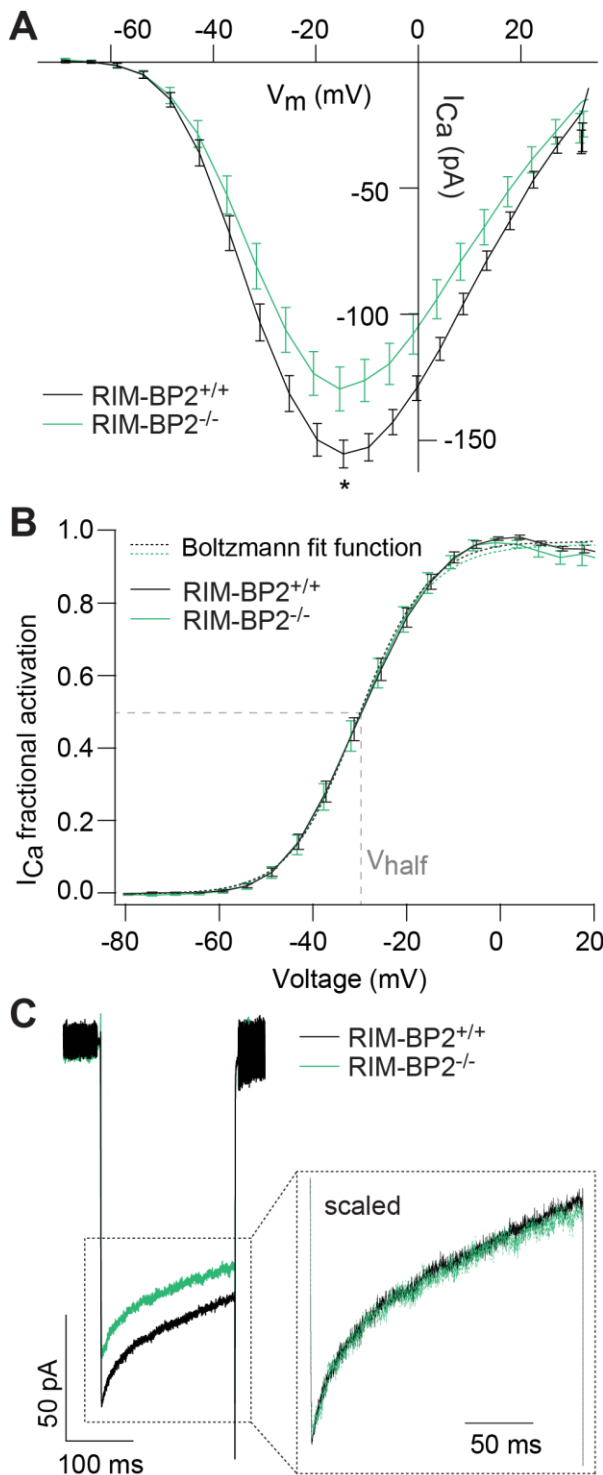 A
-60 -40 -20 0 20
Vm (mV)
ICa (pA)
-50
-100
-150
RIM-BP2+/+
RIM-BP2-/-
*
B
1.0
0.8
0.6
0.4
0.2
0.0
ICa fractional activation
Boltzmann fit function
RIM-BP2+/+
RIM-BP2-/-
Vhalf
-80 -60 -40 -20 0 20
Voltage (mV)
C
RIM-BP2+/+
RIM-BP2-/-
scaled
50 pA
100 ms
50 ms